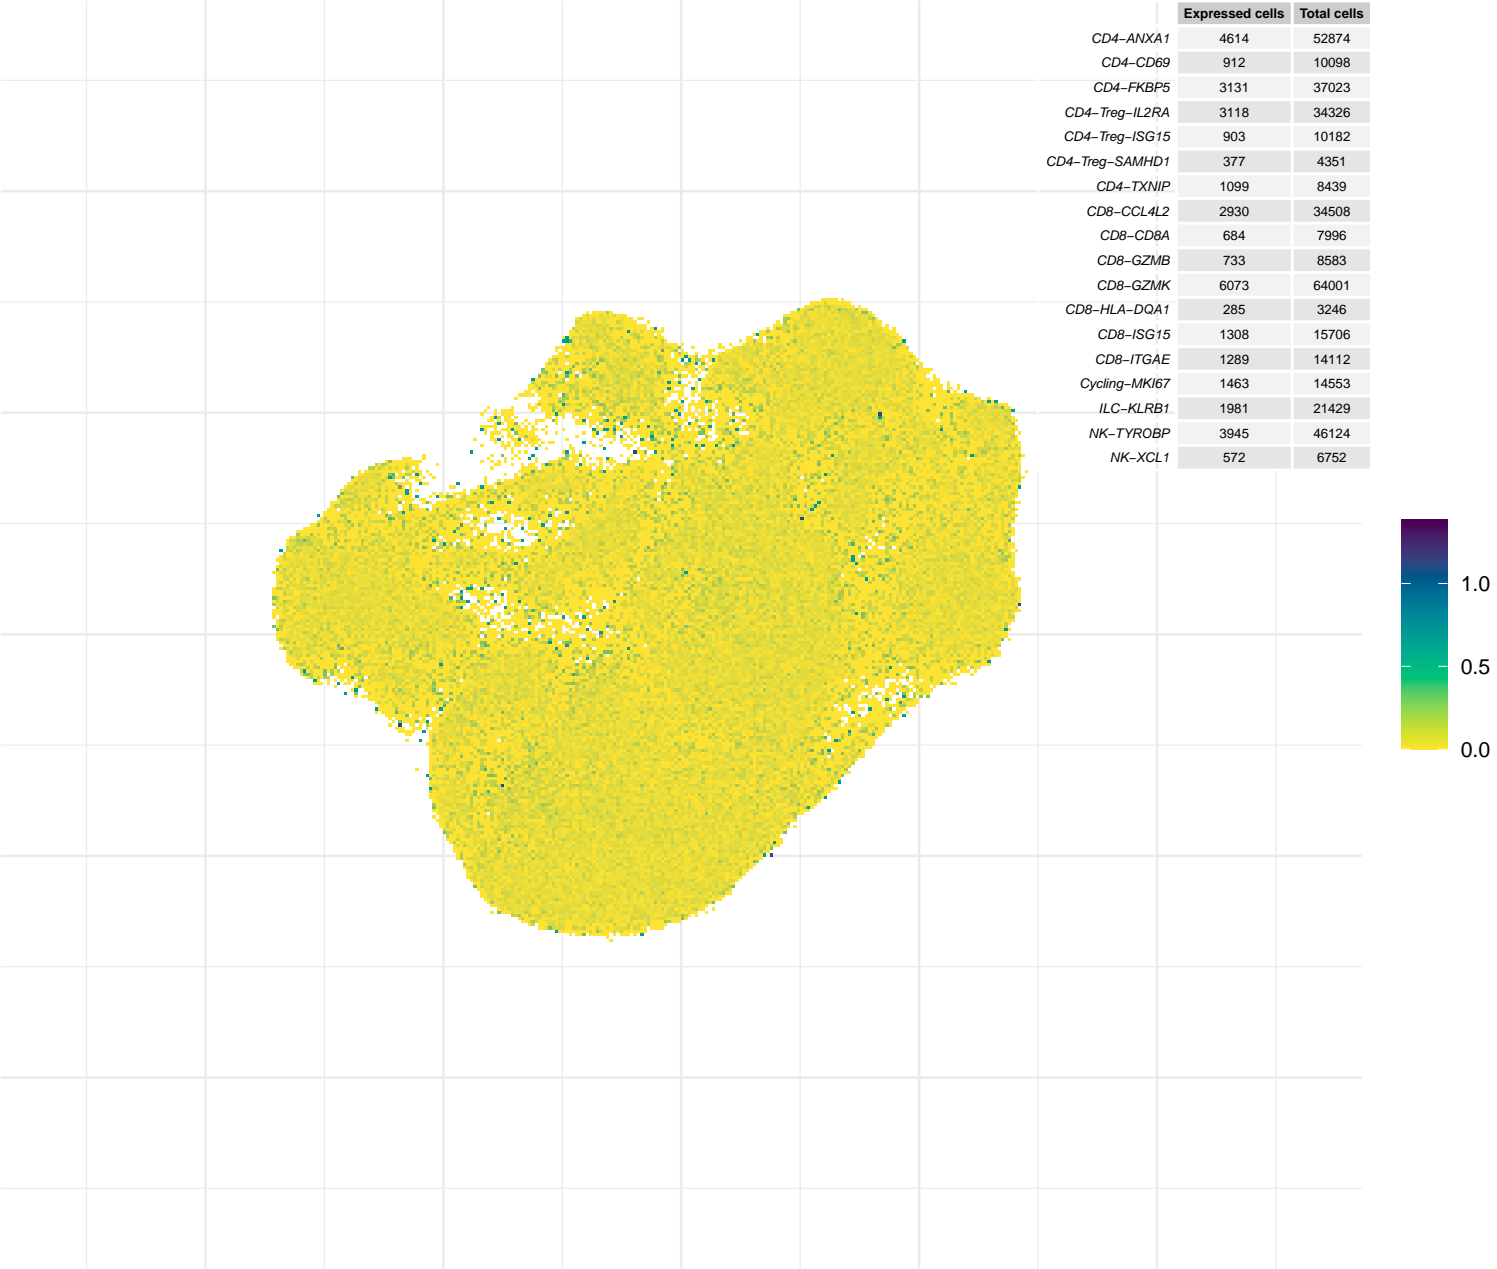 Expressed cells Total cells
CD4−ANXA1 4614 52874
CD4−CD69 912 10098
CD4−FKBP5 3131 37023
CD4−Treg−IL2RA 3118 34326
CD4−Treg−ISG15 903 10182
CD4−Treg−SAMHD1 377 4351
CD4−TXNIP 1099 8439
CD8−CCL4L2 2930 34508
CD8−CD8A 684 7996
CD8−GZMB 733 8583
CD8−GZMK 6073 64001
CD8−HLA−DQA1 285 3246
CD8−ISG15 1308 15706
CD8−ITGAE 1289 14112
Cycling−MKI67 1463 14553
ILC−KLRB1 1981 21429
NK−TYROBP 3945 46124
NK−XCL1 572 6752
1.0
0.5
0.0